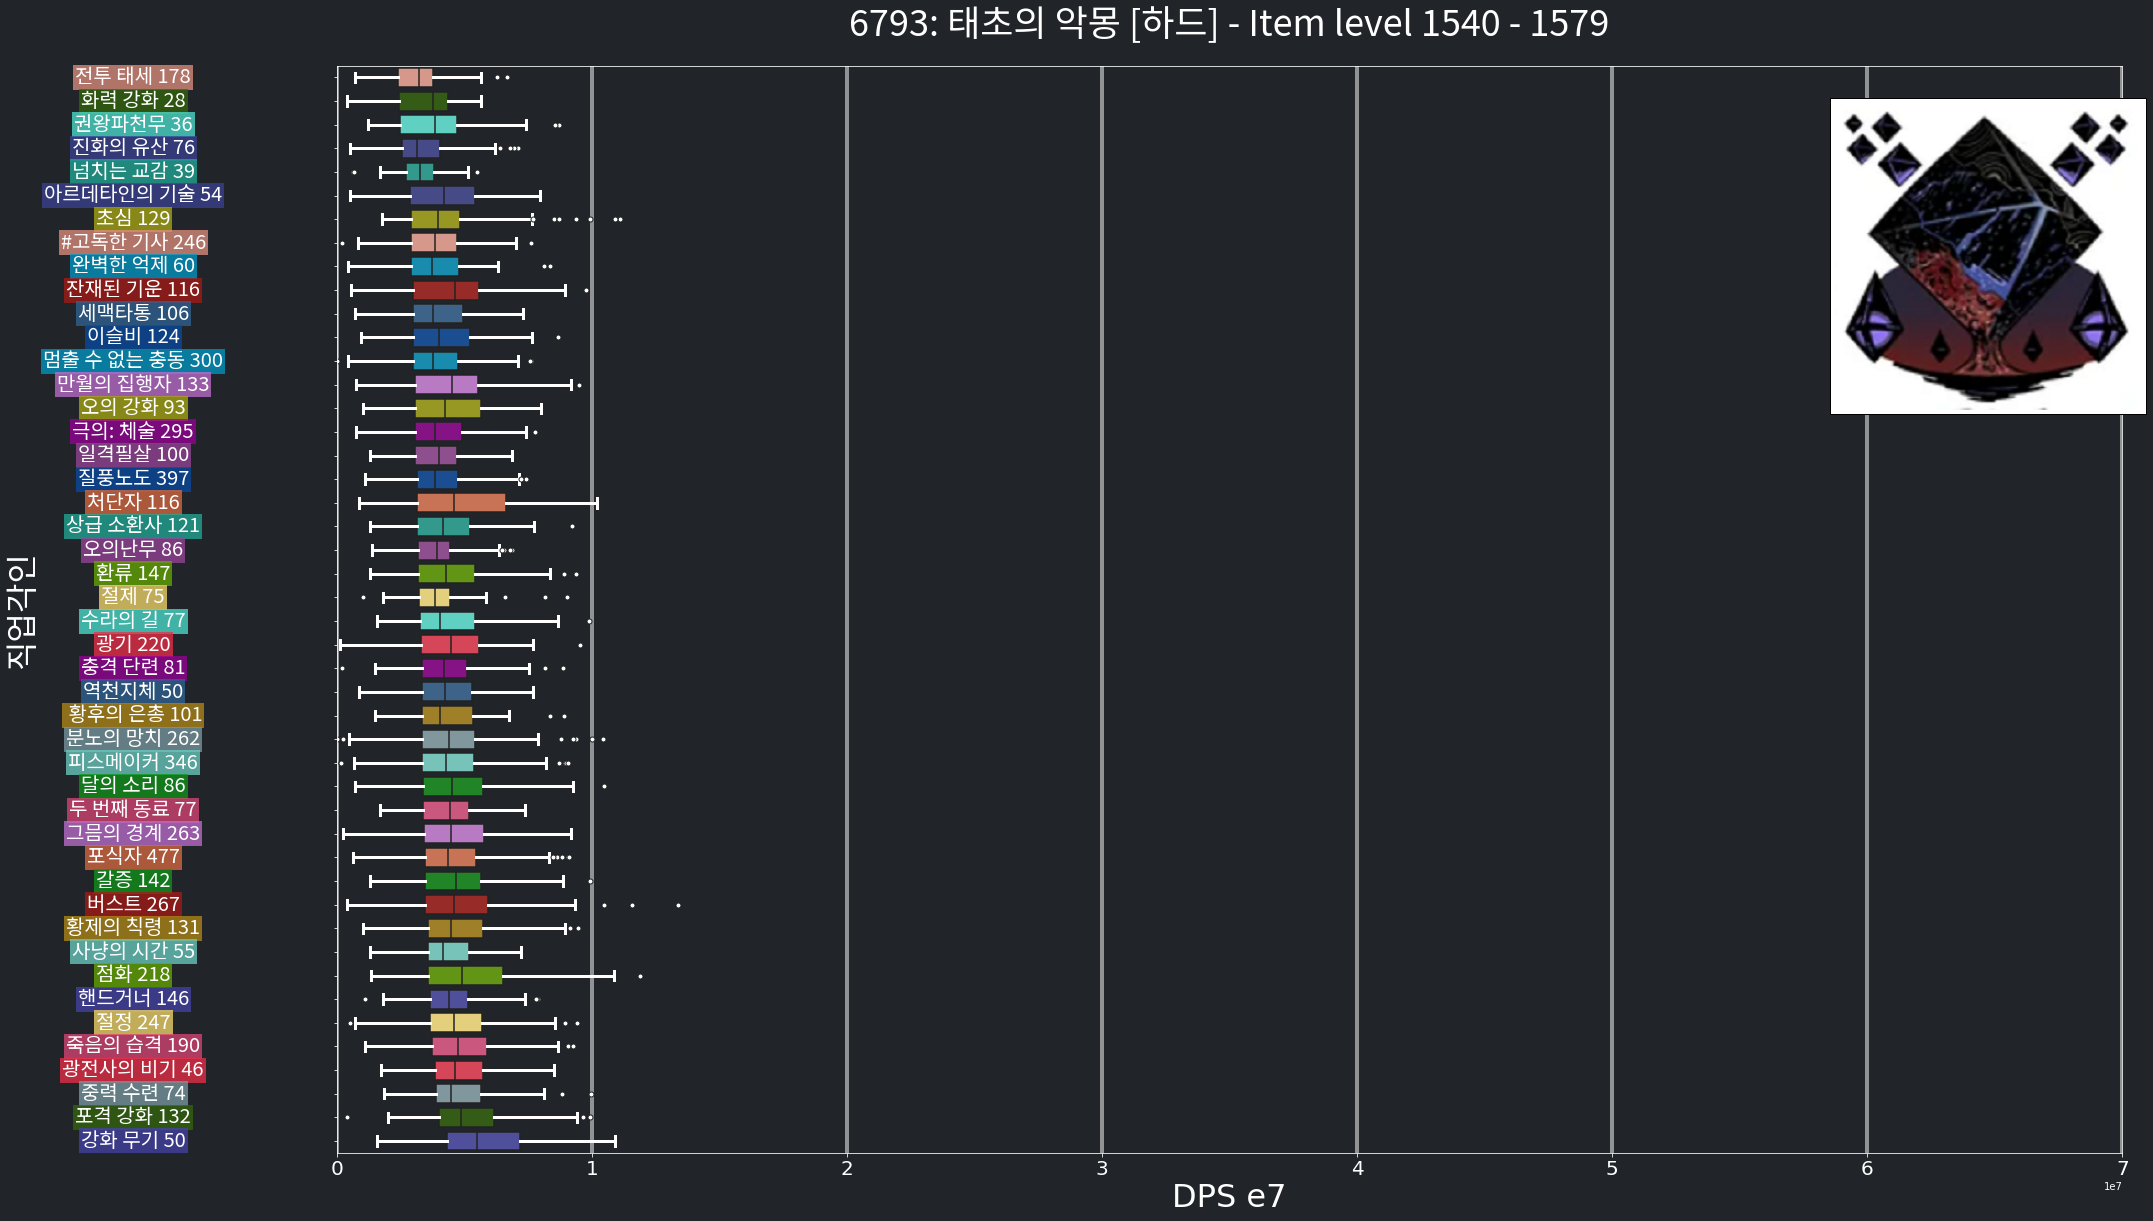 6793: 태초의 악몽 [하드] - Item level 1540 - 1579
전투 태세 178
화력 강화 28
권왕파천무 36
진화의 유산 76
넘치는 교감 39
아르데타인의 기술 54
초심 129
#고독한 기사 246
완벽한 억제 60
잔재된 기운 116
세맥타통 106
이슬비 124
멈출 수 없는 충동 300
만월의 집행자 133
오의 강화 93
극의: 체술 295
일격필살 100
질풍노도 397
처단자 116
상급 소환사 121
오의난무 86
환류 147
절제 75
수라의 길 77
광기 220
충격 단련 81
역천지체 50
황후의 은총 101
분노의 망치 262
피스메이커 346
달의 소리 86
두 번째 동료 77
그믐의 경계 263
포식자 477
갈증 142
버스트 267
황제의 칙령 131
사냥의 시간 55
점화 218
핸드거너 146
절정 247
죽음의 습격 190
광전사의 비기 46
중력 수련 74
포격 강화 132
강화 무기 50
직업각인
0 1 2 3 4 5 6 7
1e7
DPS e7